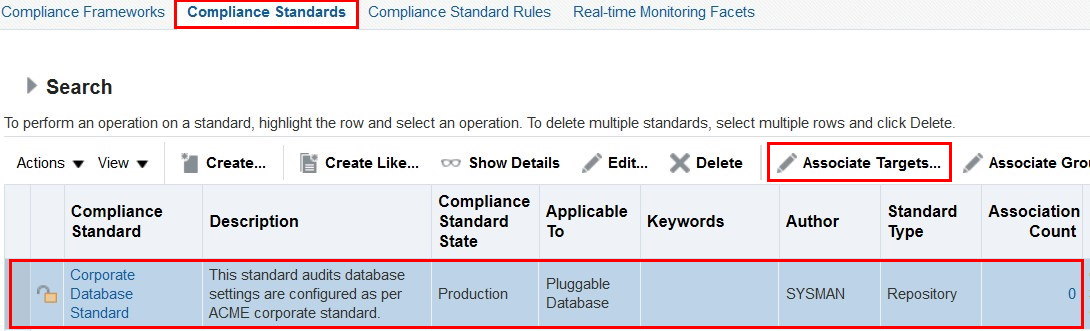 Compliance Frameworks Compliance Standards Compliance Standard Rules Real-time Monitoring Facets
Search
To perform an operation on a standard, highlight the row and select an operation. To delete multiple standards, select multiple rows and click Delete.
Actions View Create... Create Like... Show Details Edit... Delete Associate Targets... Associate Gro
Compliance Standard
Description
Compliance Standard State
Applicable To
Keywords
Author
Standard Type
Association Count
Corporate Database Standard
This standard audits database
settings are configured as per
ACME corporate standard.
Production
Pluggable Database
SYSMAN
Repository
0